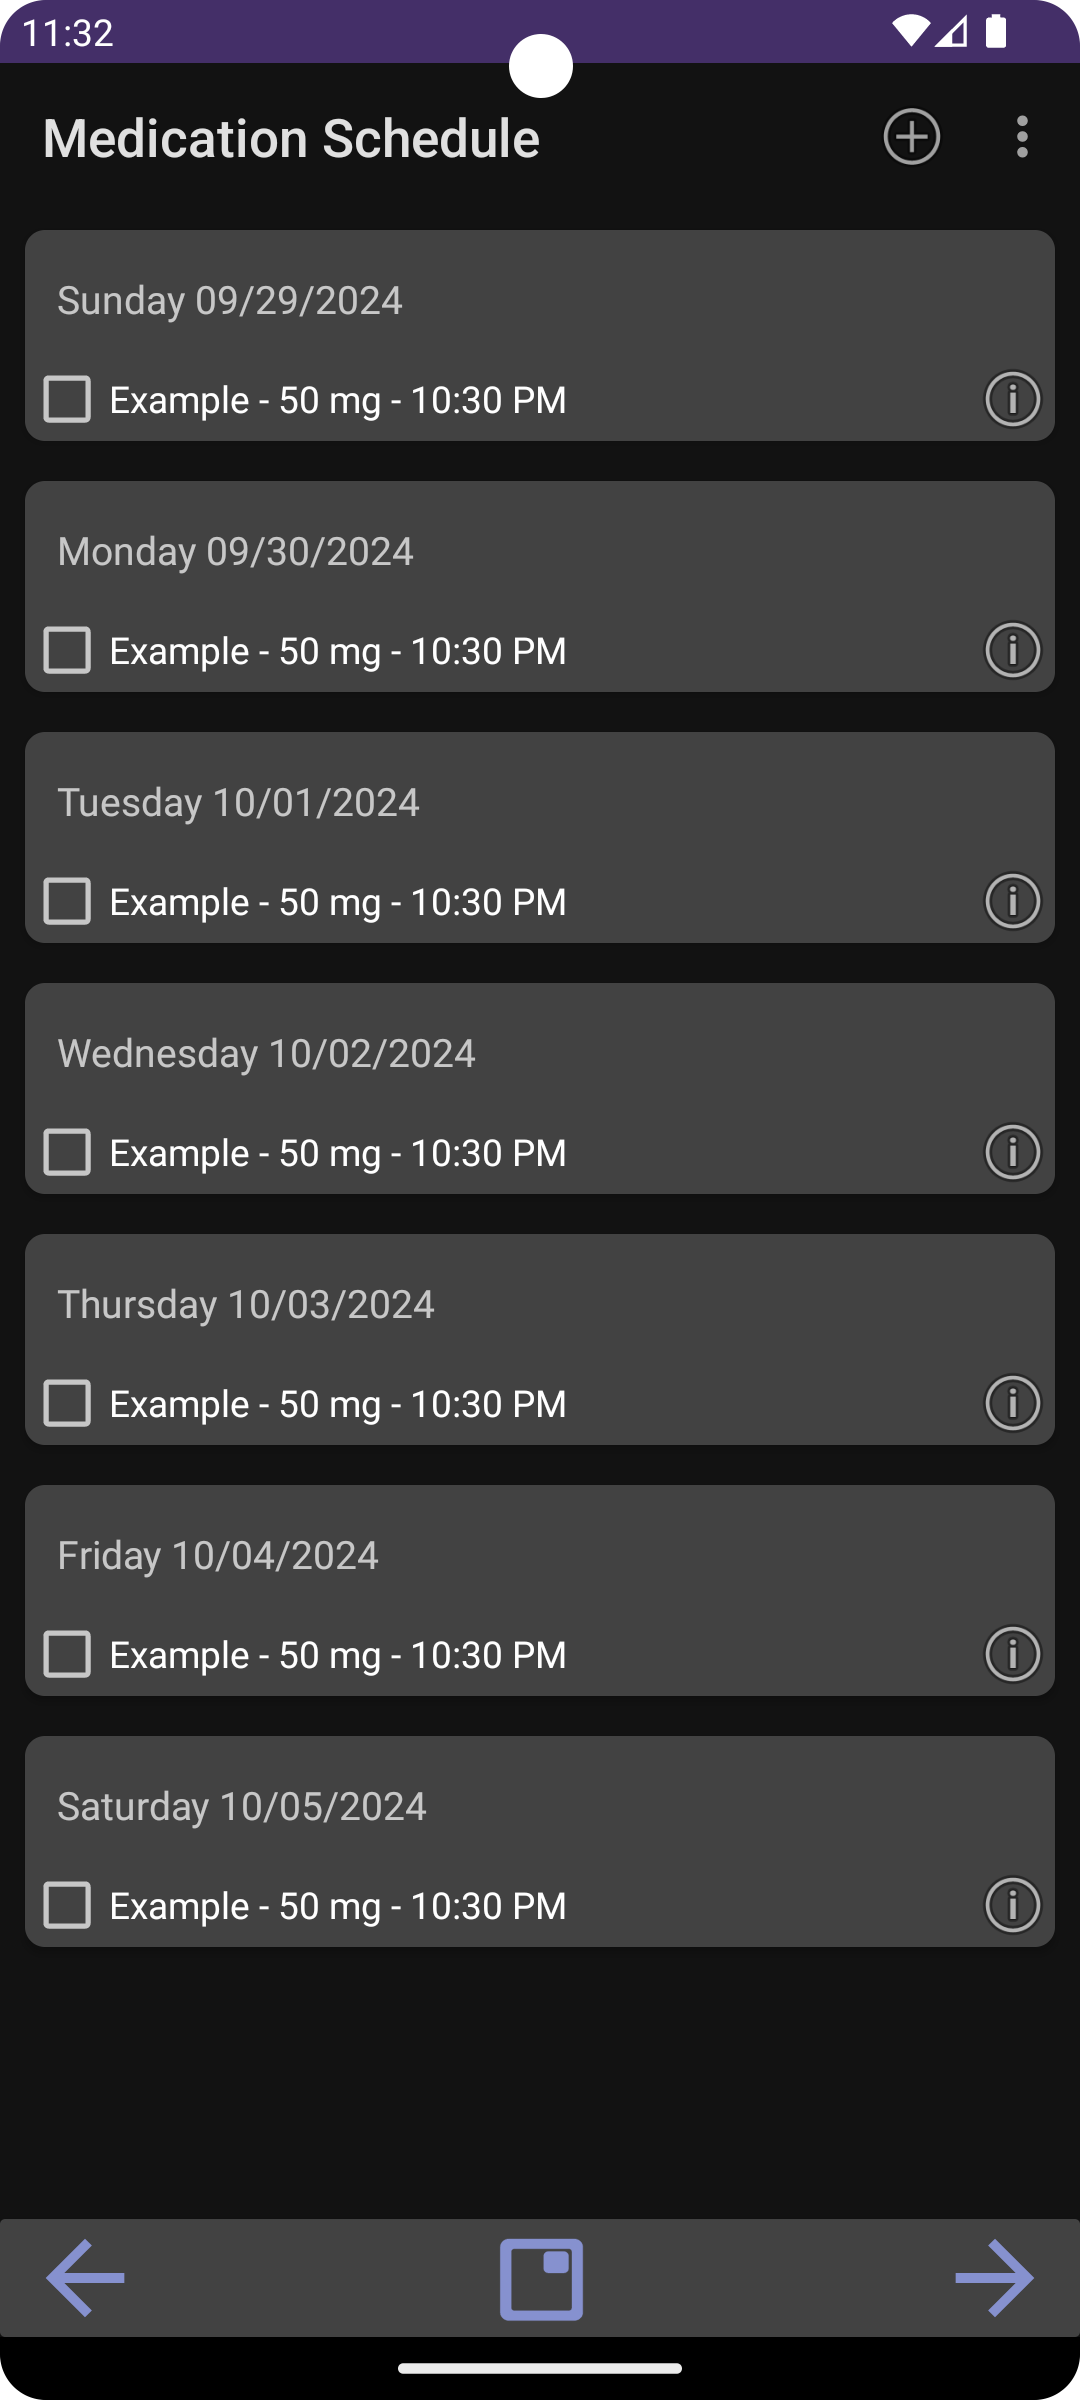 11:32
Medication Schedule
Sunday 09/29/2024
Example - 50 mg - 10:30 PM
Monday 09/30/2024
Example - 50 mg - 10:30 PM
Tuesday 10/01/2024
Example - 50 mg - 10:30 PM
Wednesday 10/02/2024
Example - 50 mg - 10:30 PM
Thursday 10/03/2024
Example - 50 mg - 10:30 PM
Friday 10/04/2024
Example - 50 mg - 10:30 PM
Saturday 10/05/2024
Example - 50 mg - 10:30 PM